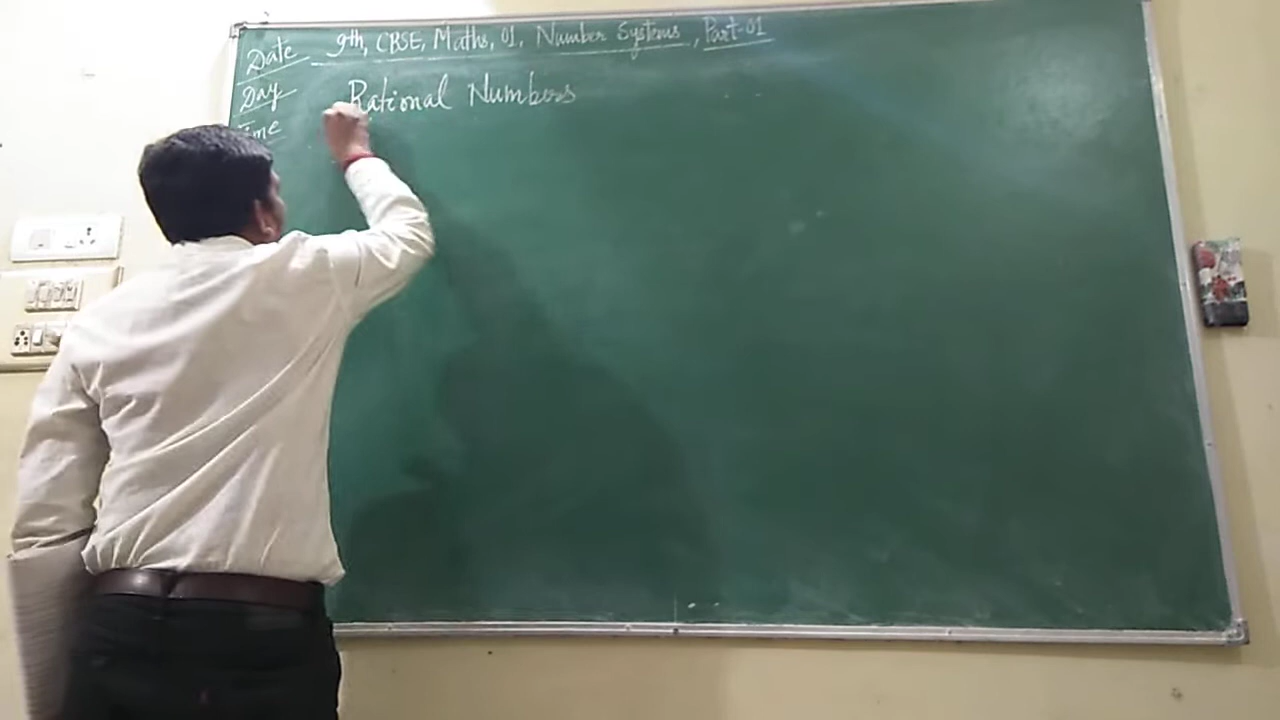 Date 9th, CBSE, Maths, 01, Number Systems, Part-01
Day Rational Numbers
Time